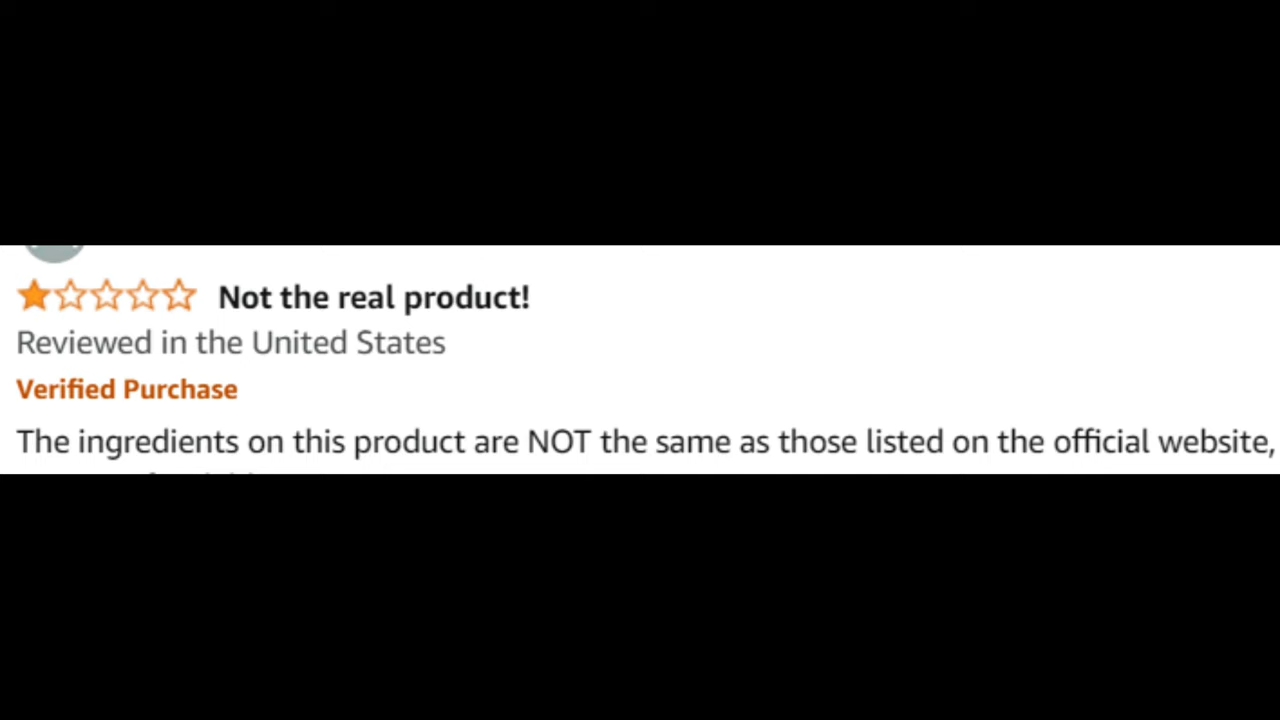 Not the real product!
Reviewed in the United States
Verified Purchase
The ingredients on this product are NOT the same as those listed on the official website,